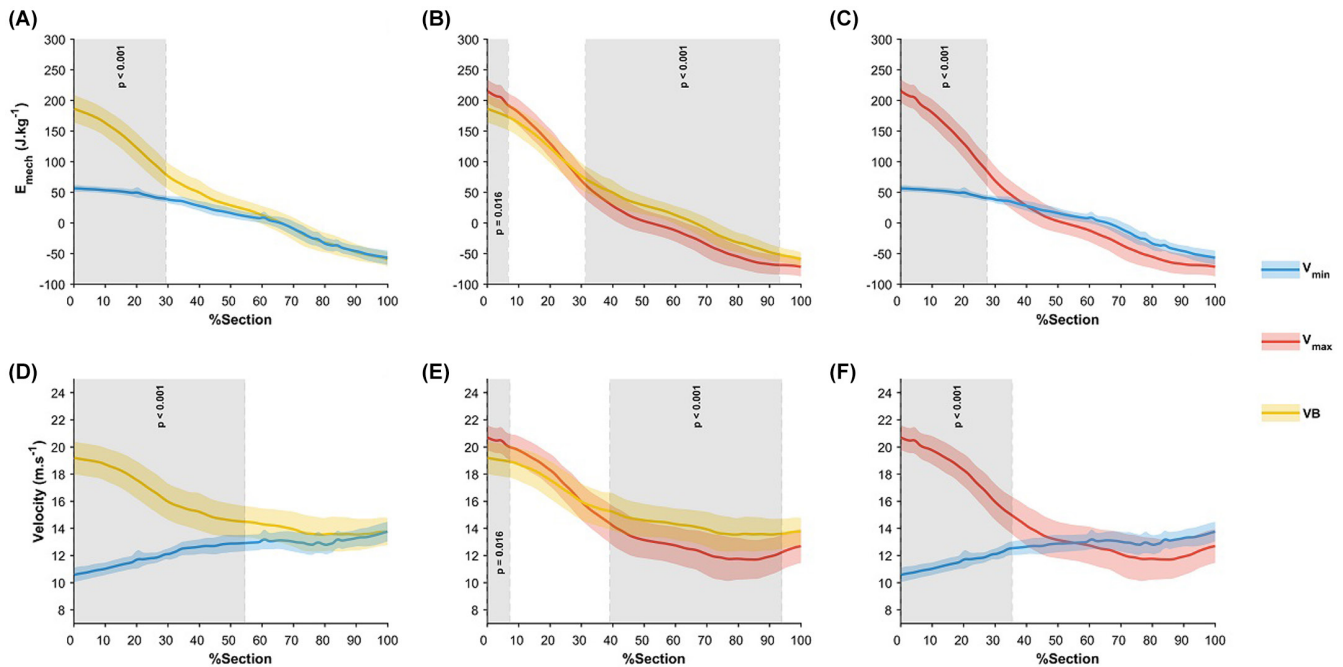 (A)
300
250
200
150
100
50
0
-50
-100
E_mech (J.kg⁻¹)
p < 0.001
0 10 20 30 40 50 60 70 80 90 100
%Section
(B)
300
250
200
150
100
50
0
-50
-100
p = 0.016
p < 0.001
0 10 20 30 40 50 60 70 80 90 100
%Section
(C)
300
250
200
150
100
50
0
-50
-100
p < 0.001
0 10 20 30 40 50 60 70 80 90 100
%Section
(D)
24
22
20
18
16
14
12
10
8
Velocity (m.s⁻¹)
p < 0.001
0 10 20 30 40 50 60 70 80 90 100
%Section
(E)
24
22
20
18
16
14
12
10
8
p = 0.016
p < 0.001
0 10 20 30 40 50 60 70 80 90 100
%Section
(F)
24
22
20
18
16
14
12
10
8
p < 0.001
0 10 20 30 40 50 60 70 80 90 100
%Section
V_min
V_max
VB